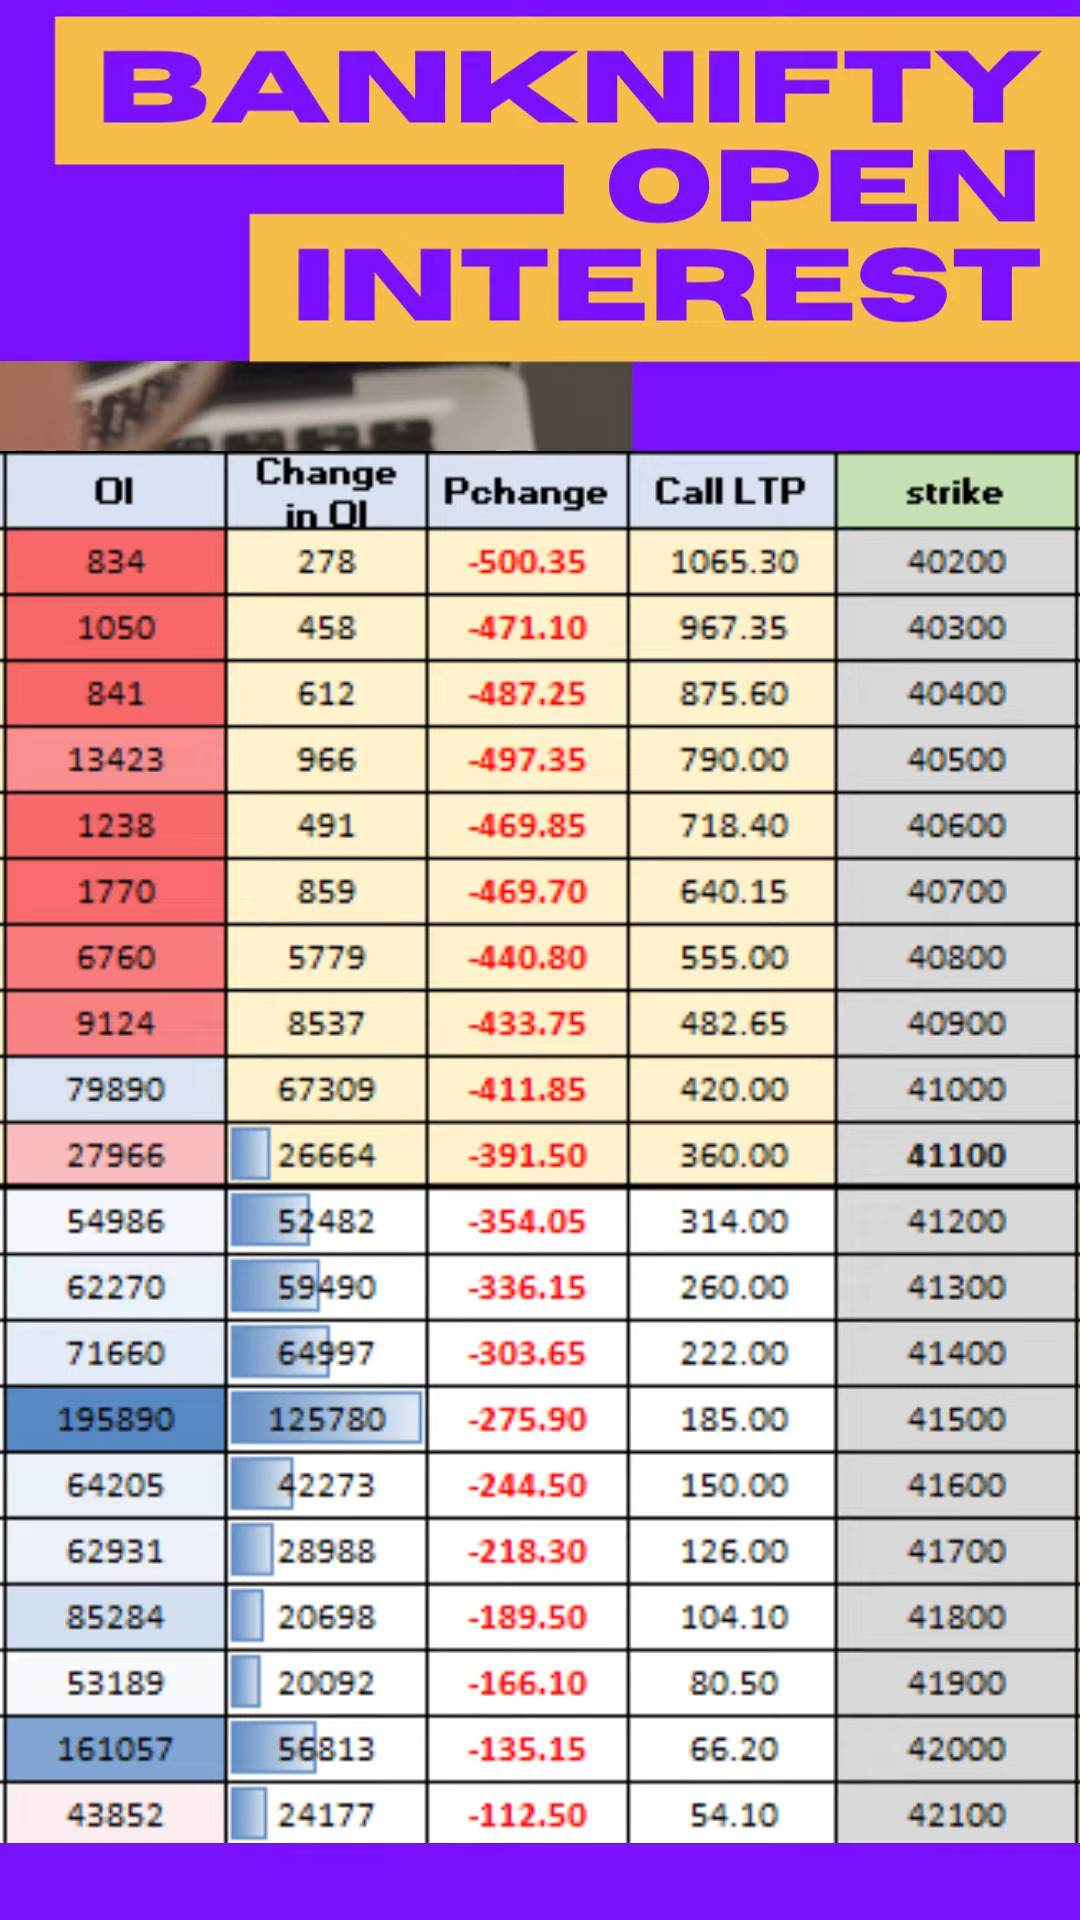 BANKNIFTY
OPEN
INTEREST
OI Change in OI Pchange Call LTP strike
834 278 -500.35 1065.30 40200
1050 458 -471.10 967.35 40300
841 612 -487.25 875.60 40400
13423 966 -497.35 790.00 40500
1238 491 -469.85 718.40 40600
1770 859 -469.70 640.15 40700
6760 5779 -440.80 555.00 40800
9124 8537 -433.75 482.65 40900
79890 67309 -411.85 420.00 41000
27966 26664 -391.50 360.00 41100
54986 52482 -354.05 314.00 41200
62270 59490 -336.15 260.00 41300
71660 64997 -303.65 222.00 41400
195890 125780 -275.90 185.00 41500
64205 42273 -244.50 150.00 41600
62931 28988 -218.30 126.00 41700
85284 20698 -189.50 104.10 41800
53189 20092 -166.10 80.50 41900
161057 56813 -135.15 66.20 42000
43852 24177 -112.50 54.10 42100